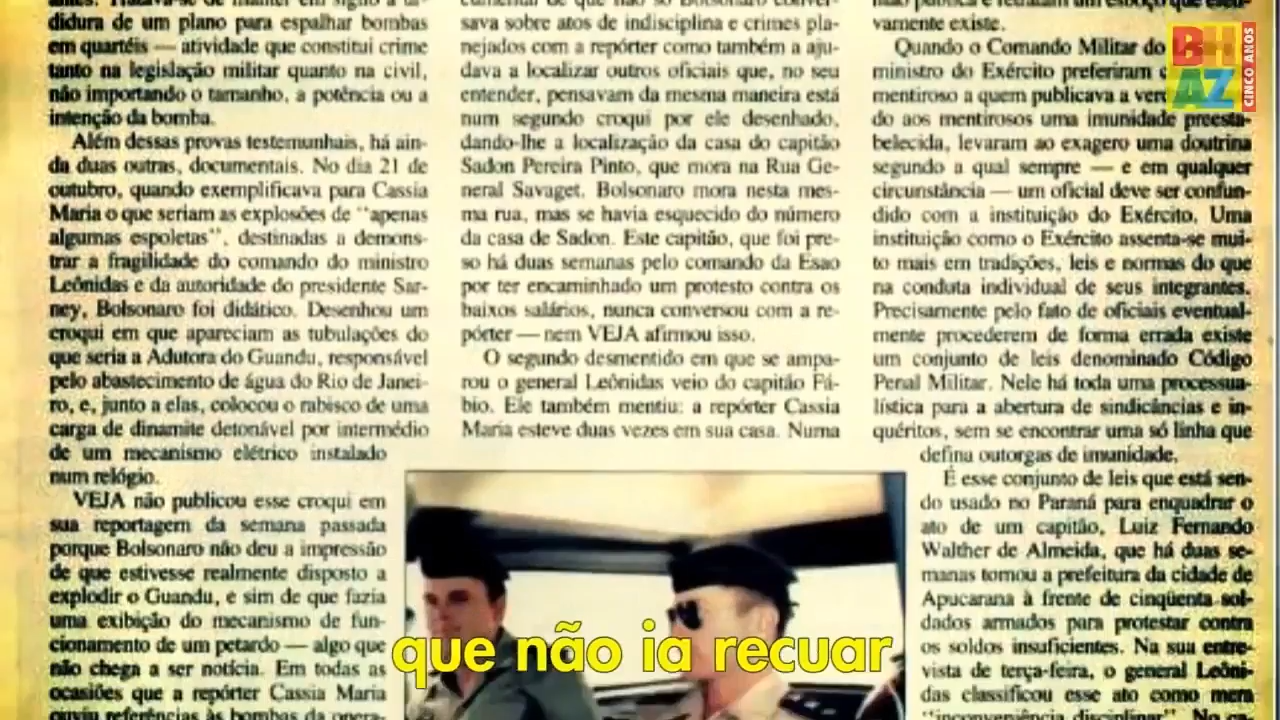 didura de um plano para espalhar bombas
em quartéis — atividade que constitui crime
tanto na legislação militar quanto na civil,
não importando o tamanho, a potência ou a
intenção da bomba.
Além dessas provas testemunhais, há ain-
da duas outras, documentais. No dia 21 de
outubro, quando exemplificava para Cassia
Maria o que seriam as explosões de "apenas
algumas espoletas", destinadas a demons-
trar a fragilidade do comando do ministro
Leônidas e da autoridade do presidente Sar-
ney, Bolsonaro foi didático. Desenhou um
croqui em que apareciam as tubulações do
que seria a Adutora do Guandu, responsável
pelo abastecimento de água do Rio de Janei-
ro, e, junto a elas, colocou o rabisco de uma
carga de dinamite detonável por intermédio
de um mecanismo elétrico instalado
num relógio.
VEJA não publicou esse croqui em
sua reportagem da semana passada
porque Bolsonaro não deu a impressão
de que estivesse realmente disposto a
explodir o Guandu, e sim de que fazia
uma exibição do mecanismo de fun-
cionamento de um petardo — algo que
não chega a ser notícia. Em todas as
ocasiões que a repórter Cassia Maria
ouviu referências às bombas da opera-
sava sobre atos de indisciplina e crimes pla-
nejados com a repórter como também a aju-
dava a localizar outros oficiais que, no seu
entender, pensavam da mesma maneira está
num segundo croqui por ele desenhado,
dando-lhe a localização da casa do capitão
Sadon Pereira Pinto, que mora na Rua Ge-
neral Savaget. Bolsonaro mora nesta mes-
ma rua, mas se havia esquecido do número
da casa de Sadon. Este capitão, que foi pre-
so há duas semanas pelo comando da Esao
por ter encaminhado um protesto contra os
baixos salários, nunca conversou com a re-
pórter — nem VEJA afirmou isso.
O segundo desmentido em que se ampa-
rou o general Leônidas veio do capitão Fá-
bio. Ele também mentiu: a repórter Cassia
Maria esteve duas vezes em sua casa. Numa
vamente existe.
Quando o Comando Militar do
ministro do Exército preferiram
mentiroso a quem publicava a
do aos mentirosos uma imunidade preesta-
belecida, levaram ao exagero uma doutrina
segundo a qual sempre — e em qualquer
circunstância — um oficial deve ser confun-
dido com a instituição do Exército. Uma
instituição como o Exército assenta-se mui-
to mais em tradições, leis e normas do que
na conduta individual de seus integrantes.
Precisamente pelo fato de oficiais eventual-
mente procederem de forma errada existe
um conjunto de leis denominado Código
Penal Militar. Nele há toda uma processua-
lística para a abertura de sindicâncias e in-
quéritos, sem se encontrar uma só linha que
defina outorgas de imunidade.
É esse conjunto de leis que está sen-
do usado no Paraná para enquadrar o
ato de um capitão, Luiz Fernando
Walther de Almeida, que há duas se-
manas tomou a prefeitura da cidade de
Apucarana à frente de cinqüenta sol-
dados armados para protestar contra
os soldos insuficientes. Na sua entre-
vista de terça-feira, o general Leôni-
das classificou esse ato como mera
"inconveniência disciplinar".
BHAZ
CINCO ANOS
que não ia recuar